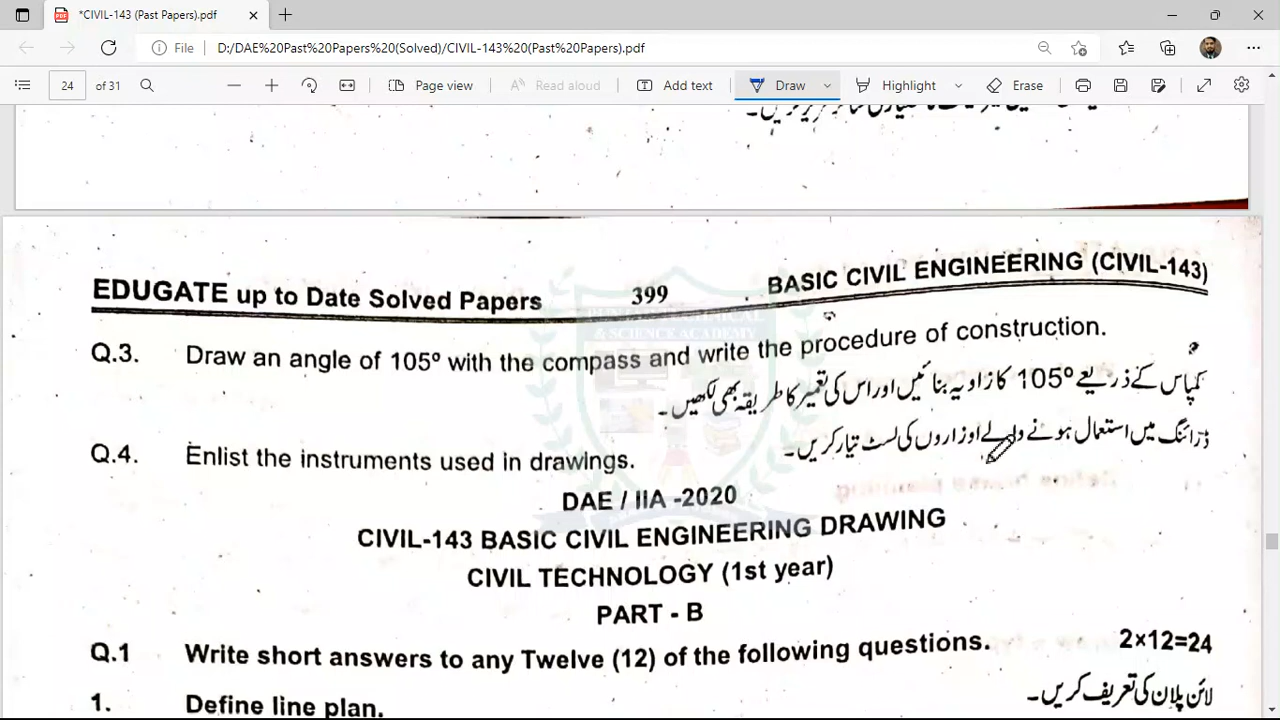 *CIVIL-143 (Past Papers).pdf
File D:/DAE%20Past%20Papers%20(Solved)/CIVIL-143%20(Past%20Papers).pdf
24 of 31 Page view Read aloud Add text Draw Highlight Erase
EDUGATE up to Date Solved Papers 399 BASIC CIVIL ENGINEERING (CIVIL-143)
& SCIENCE ACADEMY
Q.3. Draw an angle of 105º with the compass and write the procedure of construction.
کمپاس کے ذریعے 105º کا زاویہ بنائیں اور اس کی تعمیر کا طریقہ بھی لکھیں۔
Q.4. Enlist the instruments used in drawings.
ڈرائنگ میں استعمال ہونے والے اوزاروں کی لسٹ تیار کریں۔
DAE / IIA -2020
CIVIL-143 BASIC CIVIL ENGINEERING DRAWING
CIVIL TECHNOLOGY (1st year)
PART - B
Q.1 Write short answers to any Twelve (12) of the following questions. 2×12=24
1. Define line plan.
لائن پلان کی تعریف کریں۔